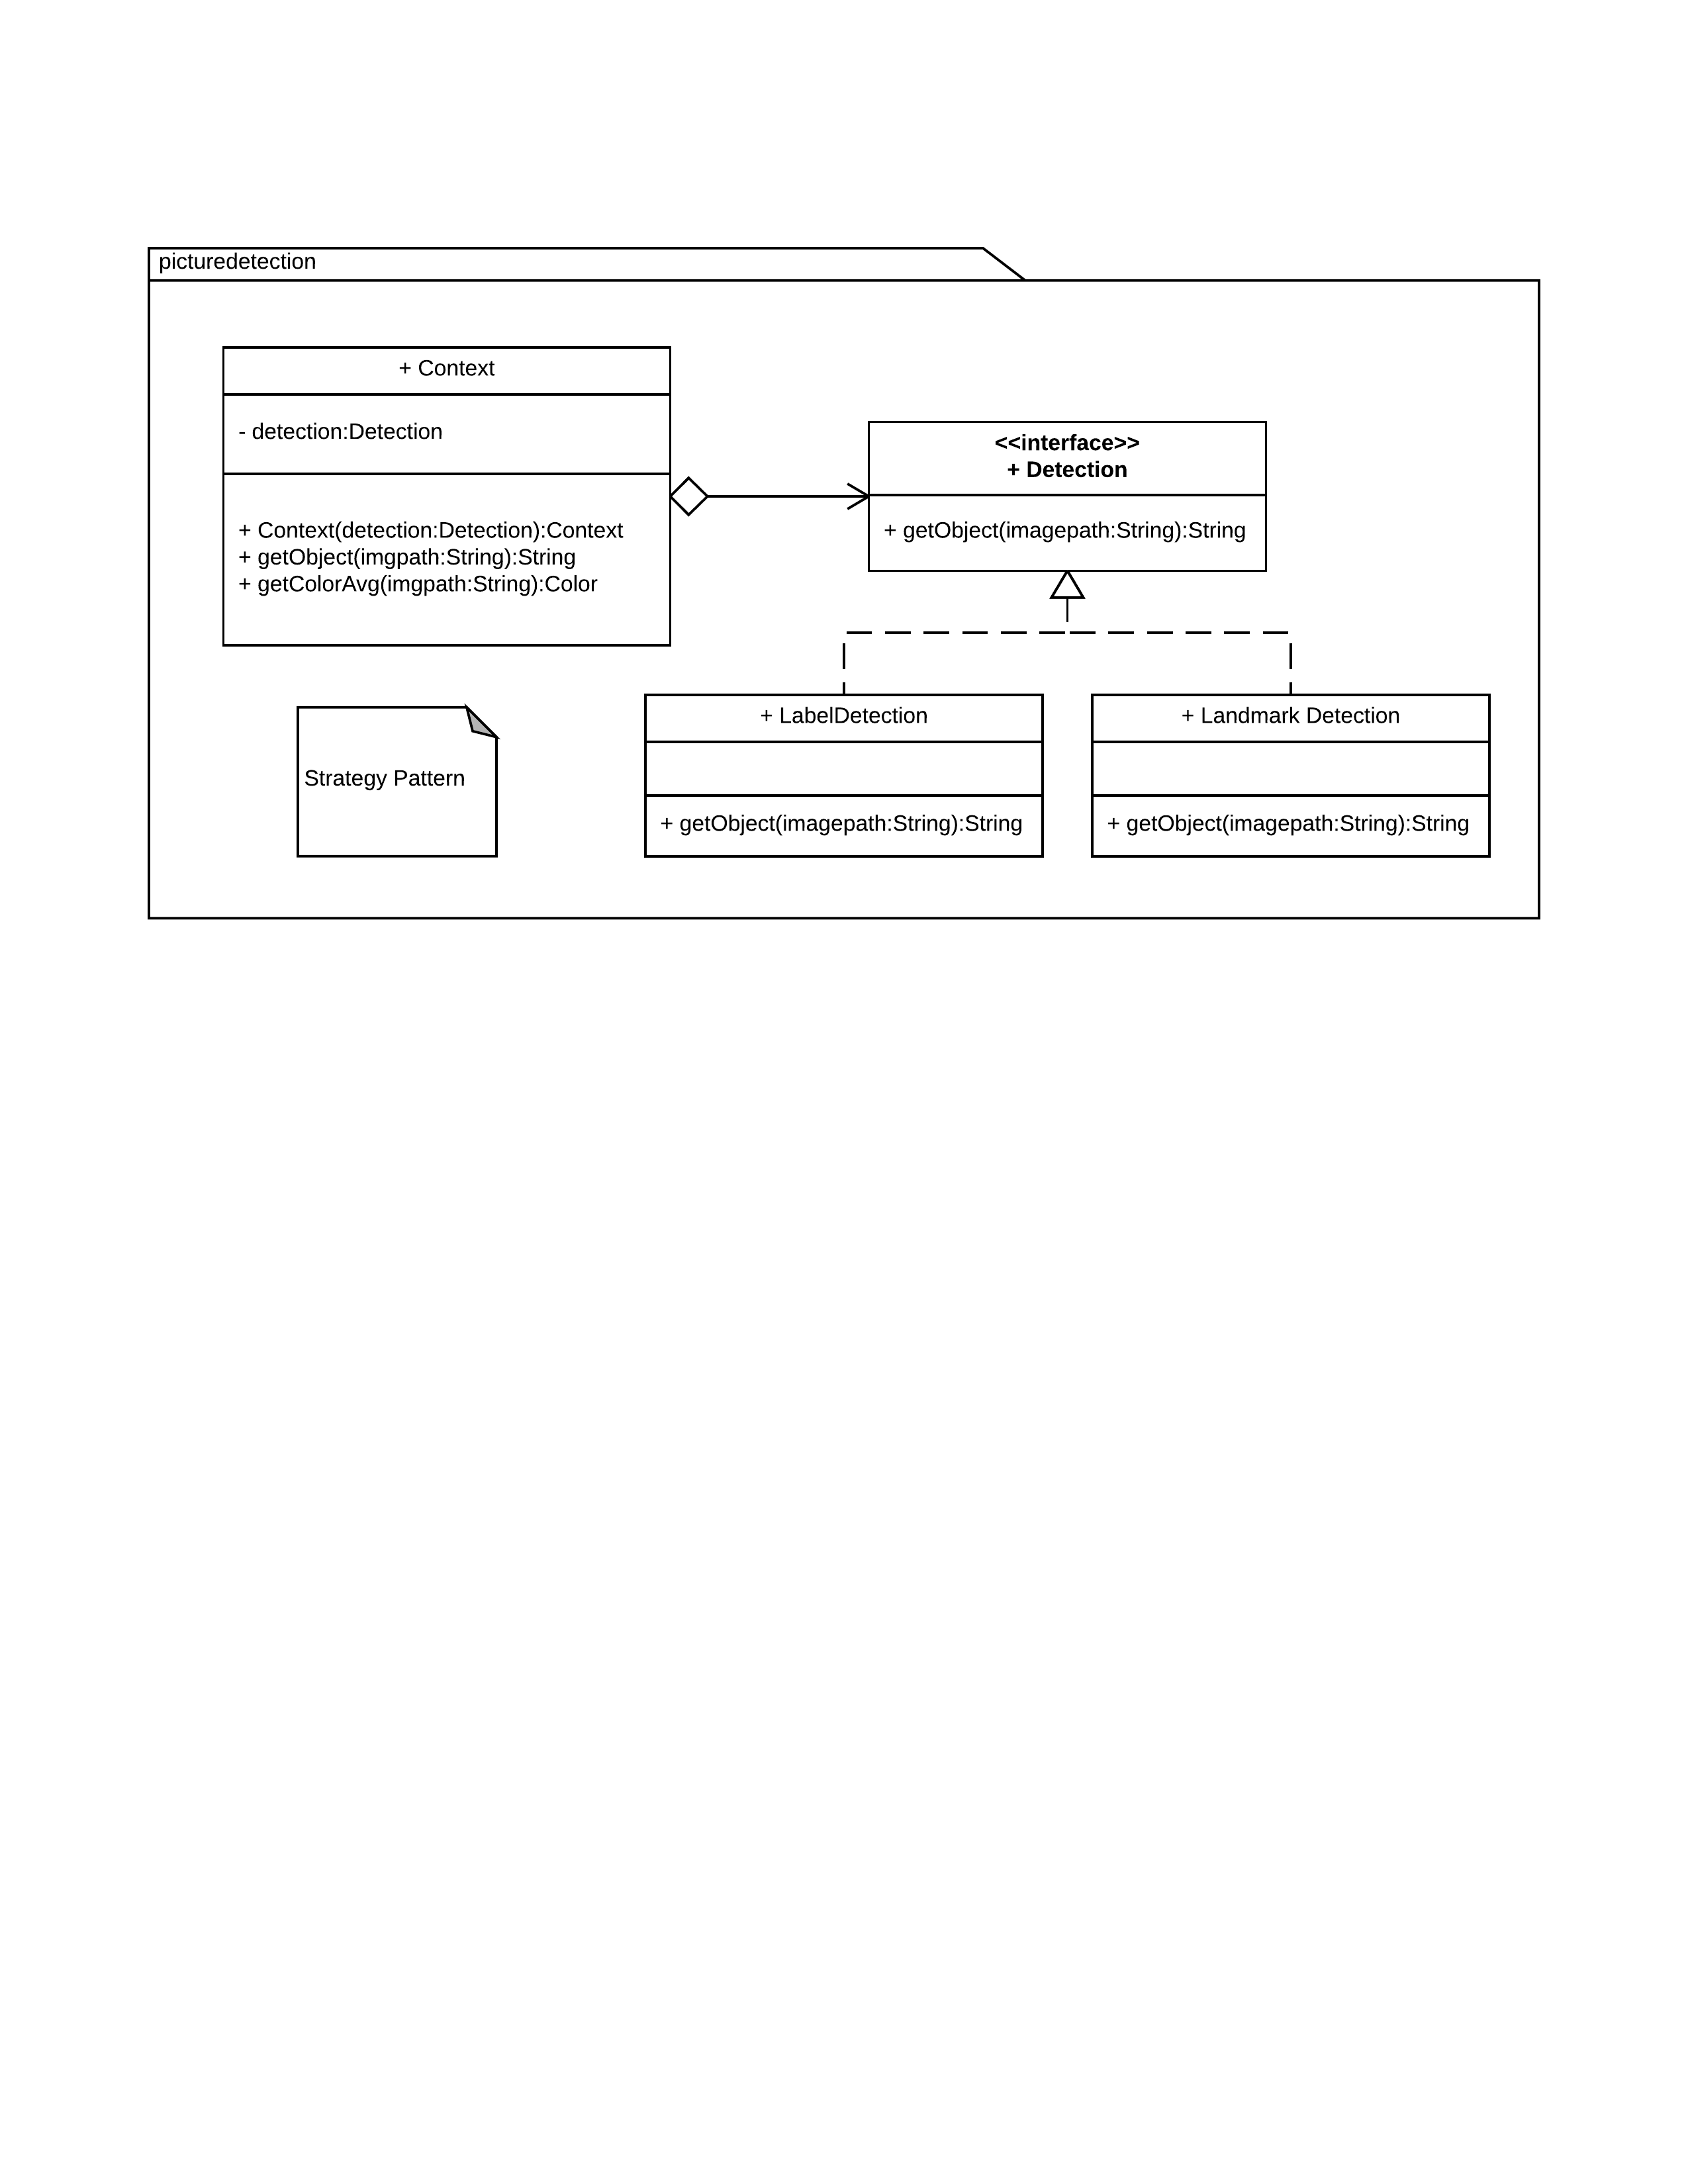 picturedetection
+ Context
- detection:Detection
+ Context(detection:Detection):Context
+ getObject(imgpath:String):String
+ getColorAvg(imgpath:String):Color
<<interface>>
+ Detection
+ getObject(imagepath:String):String
Strategy Pattern
+ LabelDetection
+ getObject(imagepath:String):String
+ Landmark Detection
+ getObject(imagepath:String):String